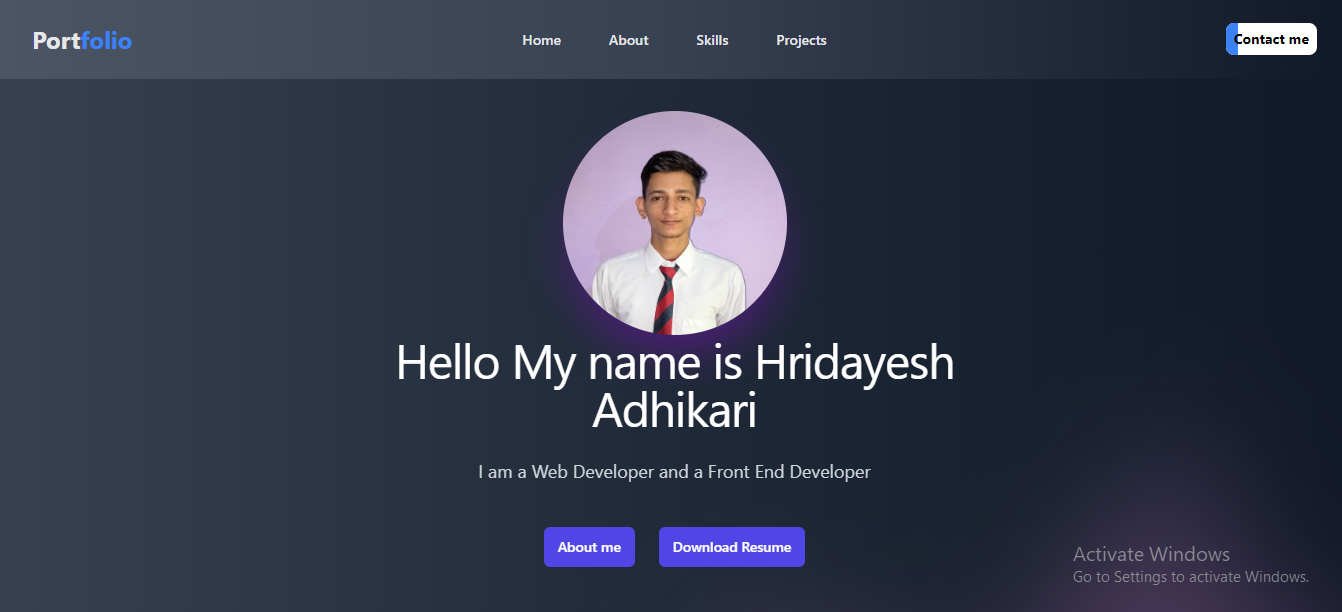 Portfolio
Home About Skills Projects
Contact me
Hello My name is Hridayesh
Adhikari
I am a Web Developer and a Front End Developer
About me Download Resume
Activate Windows
Go to Settings to activate Windows.